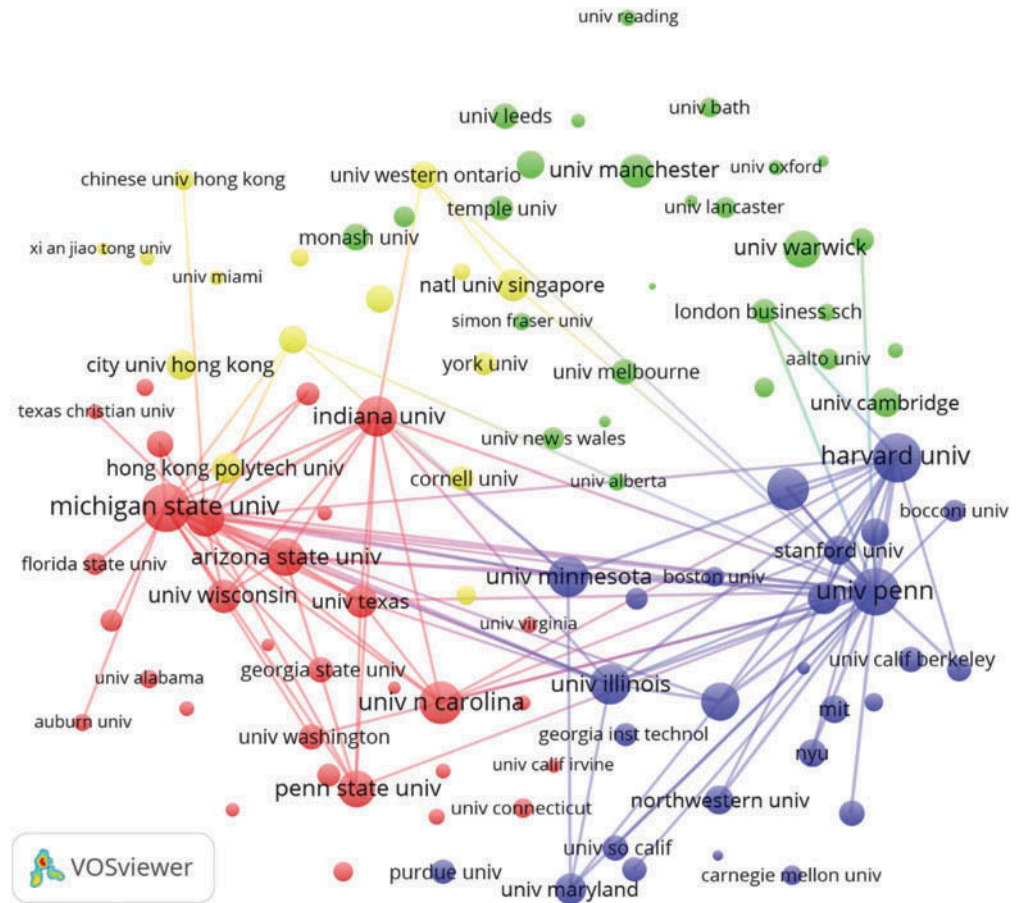 univ reading
univ leeds
univ bath
univ manchester
univ oxford
chinese univ hong kong
univ western ontario
temple univ
univ lancaster
monash univ
univ warwick
xi an jiao tong univ
univ miami
natl univ singapore
london business sch
simon fraser univ
city univ hong kong
york univ
univ melbourne
aalto univ
texas christian univ
indiana univ
univ cambridge
univ new s wales
hong kong polytech univ
cornell univ
univ alberta
harvard univ
michigan state univ
bocconi univ
arizona state univ
stanford univ
florida state univ
univ minnesota
boston univ
univ penn
univ wisconsin
univ texas
univ virginia
georgia state univ
univ calif berkeley
univ alabama
univ illinois
univ n carolina
mit
auburn univ
univ washington
georgia inst technol
nyu
univ calif irvine
penn state univ
univ connecticut
northwestern univ
univ so calif
VOSviewer
purdue univ
carnegie mellon univ
univ maryland